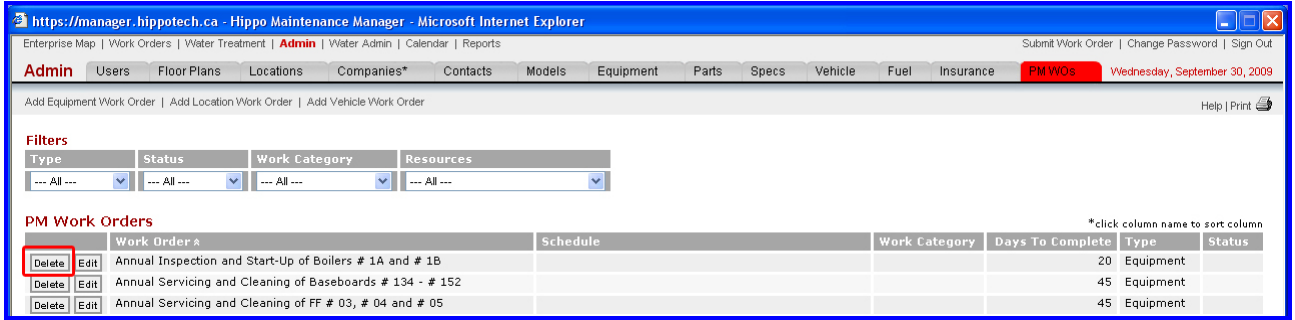 https://manager.hippotech.ca - Hippo Maintenance Manager - Microsoft Internet Explorer
Enterprise Map | Work Orders | Water Treatment | Admin | Water Admin | Calendar | Reports Submit Work Order | Change Password | Sign Out
Admin Users Floor Plans Locations Companies* Contacts Models Equipment Parts Specs Vehicle Fuel Insurance PM WOs Wednesday, September 30, 2009
Add Equipment Work Order | Add Location Work Order | Add Vehicle Work Order Help | Print
Filters
Type Status Work Category Resources
--- All --- --- All --- --- All --- --- All ---
PM Work Orders *click column name to sort column
Work Order Schedule Work Category Days To Complete Type Status
Delete Edit Annual Inspection and Start-Up of Boilers # 1A and # 1B 20 Equipment
Delete Edit Annual Servicing and Cleaning of Baseboards # 134 - # 152 45 Equipment
Delete Edit Annual Servicing and Cleaning of FF # 03, # 04 and # 05 45 Equipment